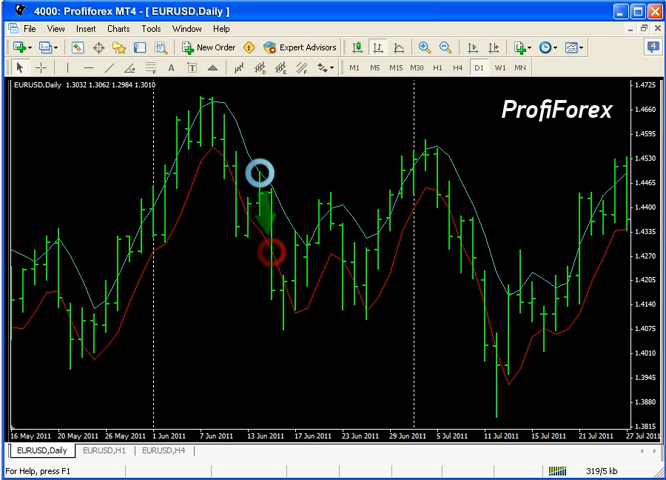 4000: Profiforex MT4 - [ EURUSD,Daily ]
File View Insert Charts Tools Window Help
New Order Expert Advisors 4
A T M1 M5 M15 M30 H1 H4 D1 W1 MN
EURUSD,Daily 1.3032 1.3062 1.2984 1.3010
ProfiForex
1.4725
1.4660
1.4595
1.4530
1.4465
1.4400
1.4335
1.4270
1.4205
1.4140
1.4075
1.4010
1.3945
1.3880
1.3815
16 May 2011 20 May 2011 26 May 2011 1 Jun 2011 7 Jun 2011 13 Jun 2011 17 Jun 2011 23 Jun 2011 29 Jun 2011 5 Jul 2011 11 Jul 2011 15 Jul 2011 21 Jul 2011 27 Jul 2011
EURUSD,Daily EURUSD,H1 EURUSD,H4
For Help, press F1 319/5 kb